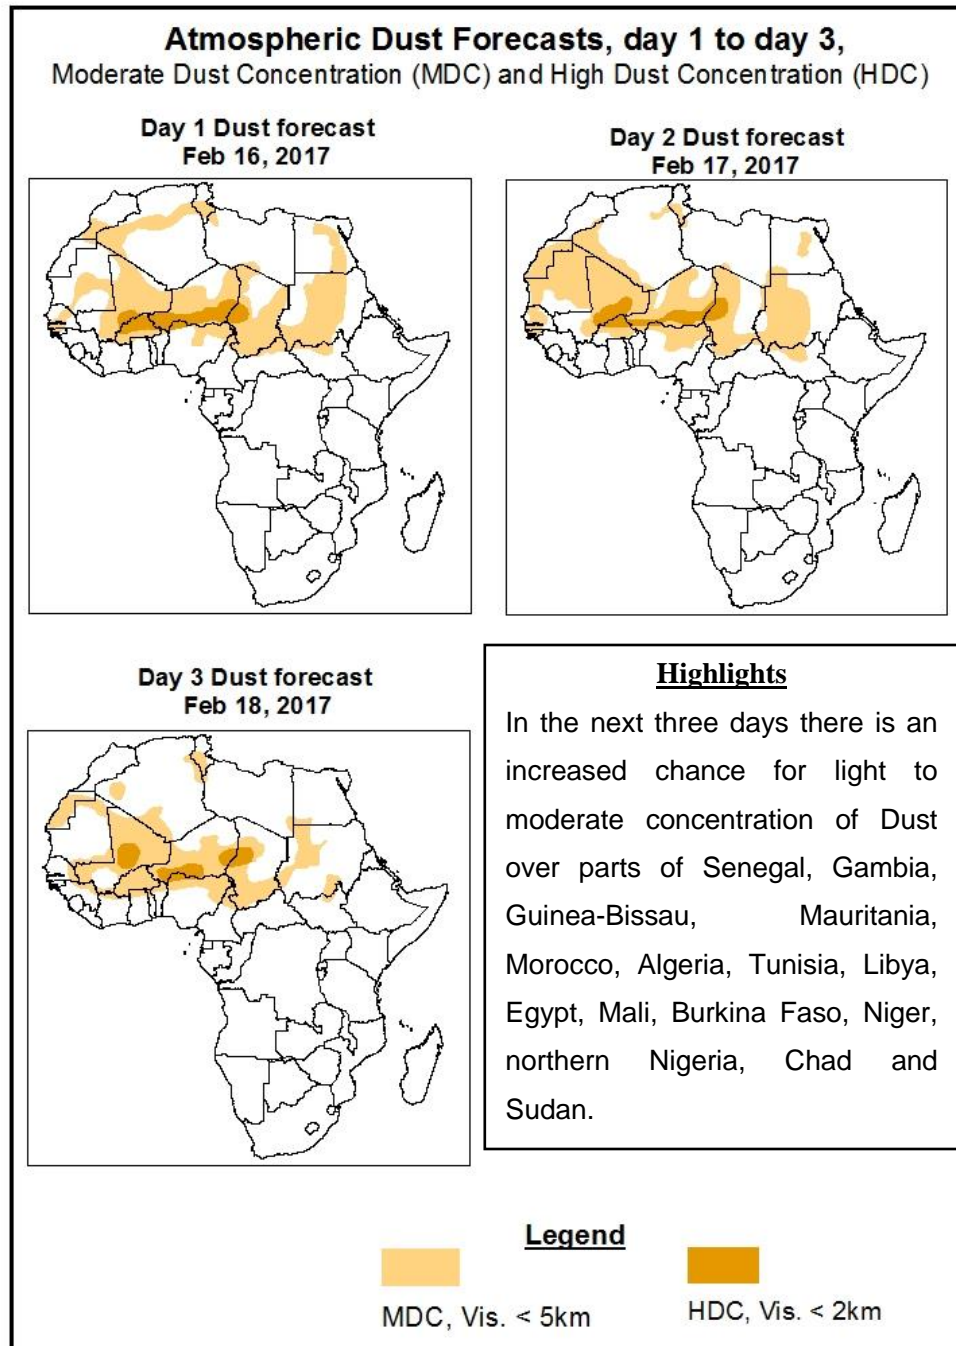 Atmospheric Dust Forecasts, day 1 to day 3,
Moderate Dust Concentration (MDC) and High Dust Concentration (HDC)
Day 1 Dust forecast
Feb 16, 2017
Day 2 Dust forecast
Feb 17, 2017
Day 3 Dust forecast
Feb 18, 2017
Highlights
In the next three days there is an
increased chance for light to
moderate concentration of Dust
over parts of Senegal, Gambia,
Guinea-Bissau, Mauritania,
Morocco, Algeria, Tunisia, Libya,
Egypt, Mali, Burkina Faso, Niger,
northern Nigeria, Chad and
Sudan.
Legend
MDC, Vis. < 5km
HDC, Vis. < 2km